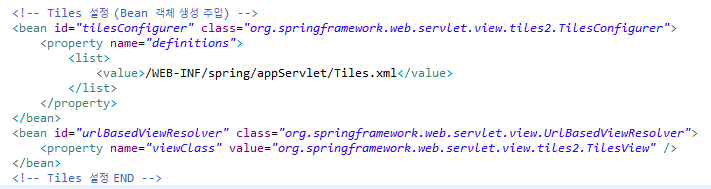 <!-- Tiles 설정 (Bean 객체 생성 주입) -->
<bean id="tilesConfigurer" class="org.springframework.web.servlet.view.tiles2.TilesConfigurer">
<property name="definitions">
<list>
<value>/WEB-INF/spring/appServlet/Tiles.xml</value>
</list>
</property>
</bean>
<bean id="urlBasedViewResolver" class="org.springframework.web.servlet.view.UrlBasedViewResolver">
<property name="viewClass" value="org.springframework.web.servlet.view.tiles2.TilesView" />
</bean>
<!-- Tiles 설정 END -->